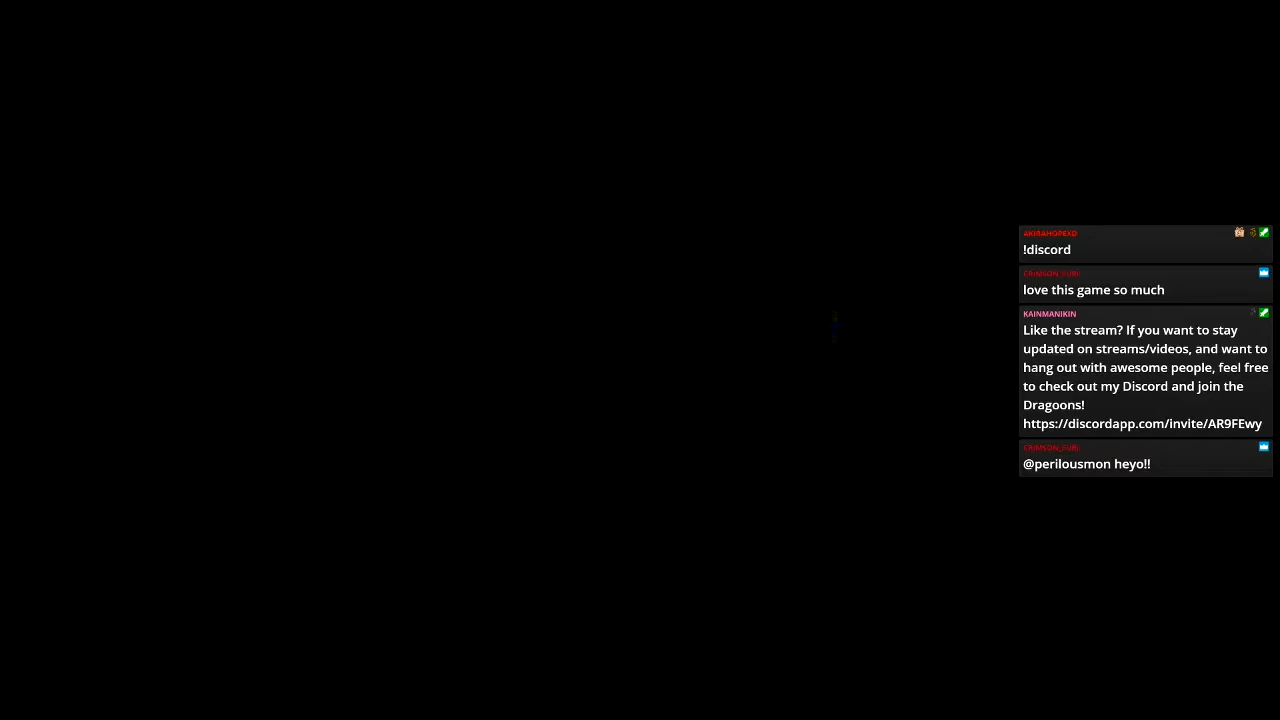 AKIRAHOPEXD
!discord
love this game so much
KAINMANIKIN
Like the stream? If you want to stay
updated on streams/videos, and want to
hang out with awesome people, feel free
to check out my Discord and join the
Dragoons!
https://discordapp.com/invite/AR9FEwy
@perilousmon heyo!!